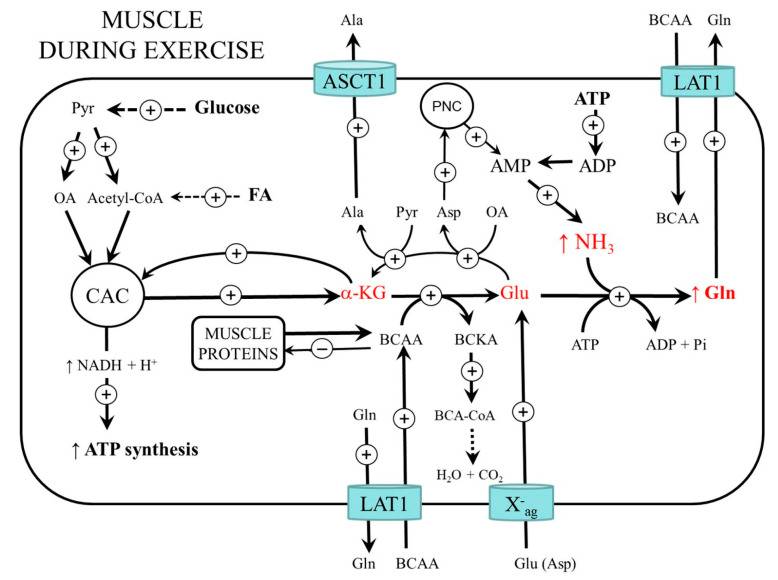 MUSCLE
DURING EXERCISE
Ala
BCAA
Gln
ASCT1
LAT1
Pyr
+
Glucose
PNC
ATP
+
+
+
+
+
+
+
AMP
ADP
OA
Acetyl-CoA
+
FA
+
+
BCAA
Ala
Pyr
Asp
OA
↑ NH₃
+
+
+
CAC
+
α-KG
+
Glu
+
↑ Gln
MUSCLE
PROTEINS
−
BCAA
BCKA
ATP
ADP + Pi
↑ NADH + H⁺
+
+
Gln
+
BCA-CoA
+
↑ ATP synthesis
+
H₂O + CO₂
LAT1
X⁻ag
Gln
BCAA
Glu (Asp)